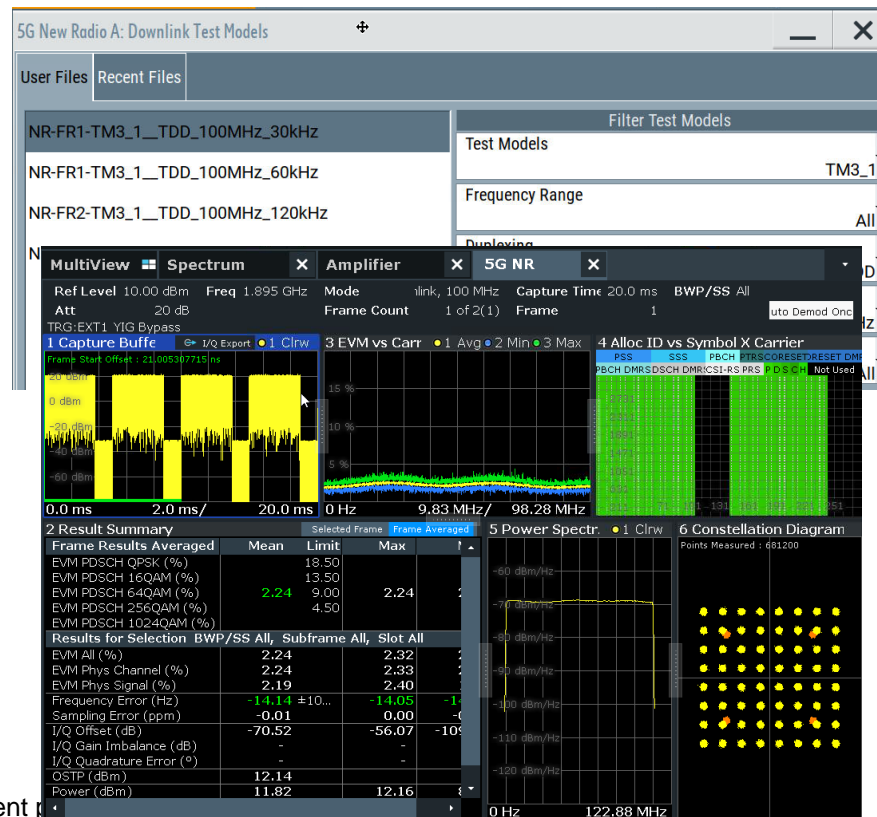 5G New Radio A: Downlink Test Models
User Files Recent Files
NR-FR1-TM3_1__TDD_100MHz_30kHz
NR-FR1-TM3_1__TDD_100MHz_60kHz
NR-FR2-TM3_1__TDD_100MHz_120kHz
Filter Test Models
Test Models
TM3_1
Frequency Range
All
Duplexing
MultiView Spectrum Amplifier 5G NR
Ref Level 10.00 dBm Freq 1.895 GHz Mode 100 MHz Capture Time 20.0 ms BWP/SS All
Att 20 dB Frame Count 1 of 2(1) Frame 1 uto Demod Onc
TRG:EXT1 YIG Bypass
1 Capture Buffe I/Q Export 1 Clrw
Frame Start Offset : 21.005307715 ns
20 dBm
0 dBm
-20 dBm
-40 dBm
-60 dBm
0.0 ms 2.0 ms/ 20.0 ms
3 EVM vs Carr 1 Avg 2 Min 3 Max
15 %
10 %
5 %
0 Hz 9.83 MHz/ 98.28 MHz
4 Alloc ID vs Symbol X Carrier
PSS SSS PBCH PTRS CORESET DRESET DMR
PBCH DMRS DSCH DMR CSI-RS PRS P D S C H Not Used
2 Result Summary Selected Frame Frame Averaged
Frame Results Averaged Mean Limit Max
EVM PDSCH QPSK (%) 18.50
EVM PDSCH 16QAM (%) 13.50
EVM PDSCH 64QAM (%) 2.24 9.00 2.24
EVM PDSCH 256QAM (%) 4.50
EVM PDSCH 1024QAM (%)
Results for Selection BWP/SS All, Subframe All, Slot All
EVM All (%) 2.24 2.32
EVM Phys Channel (%) 2.24 2.33
EVM Phys Signal (%) 2.19 2.40
Frequency Error (Hz) -14.14 ±10... -14.05
Sampling Error (ppm) -0.01 0.00
I/Q Offset (dB) -70.52 -56.07 -109
I/Q Gain Imbalance (dB) - -
I/Q Quadrature Error (º) - -
OSTP (dBm) 12.14
Power (dBm) 11.82 12.16
5 Power Spectr. 1 Clrw
-60 dBm/Hz
-70 dBm/Hz
-80 dBm/Hz
-90 dBm/Hz
-100 dBm/Hz
-110 dBm/Hz
-120 dBm/Hz
0 Hz 122.88 MHz
6 Constellation Diagram
Points Measured : 681200